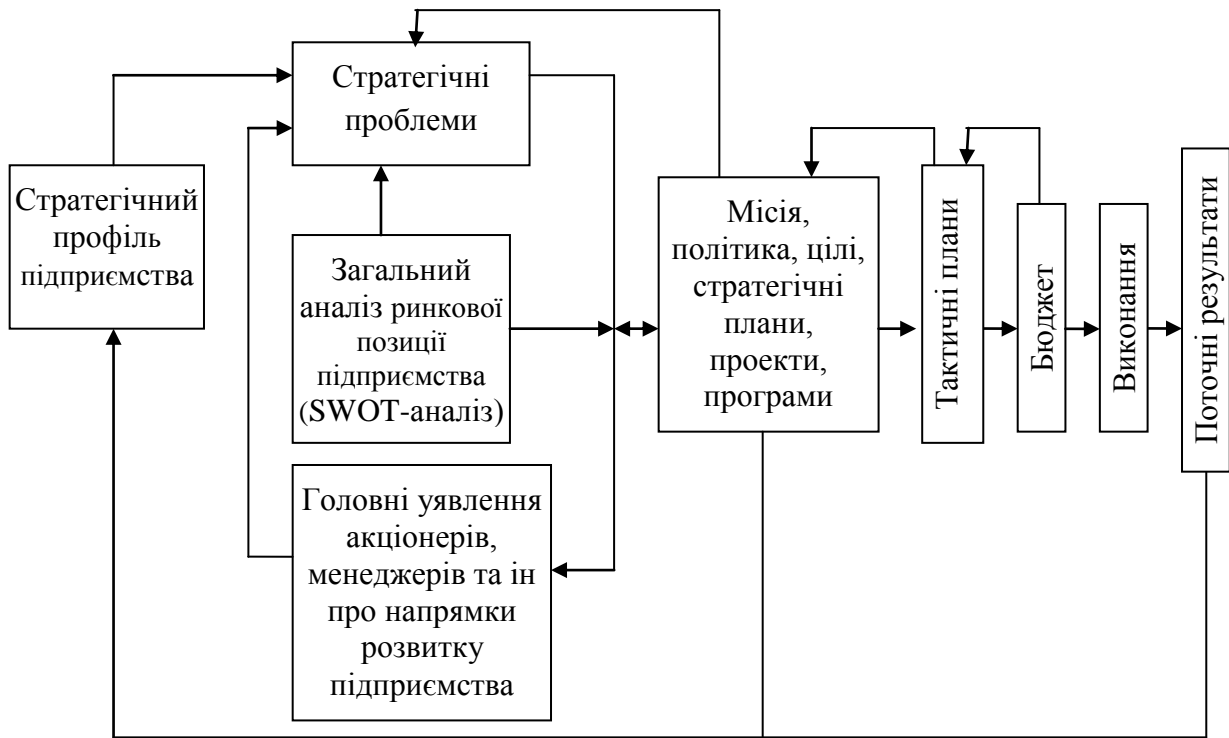 Стратегічні
проблеми
Стратегічний
профіль
підприємства
Загальний
аналіз ринкової
позиції
підприємства
(SWOT-аналіз)
Головні уявлення
акціонерів,
менеджерів та ін
про напрямки
розвитку
підприємства
Місія,
політика, цілі,
стратегічні
плани,
проекти,
програми
Тактичні плани
Бюджет
Виконання
Поточні результати